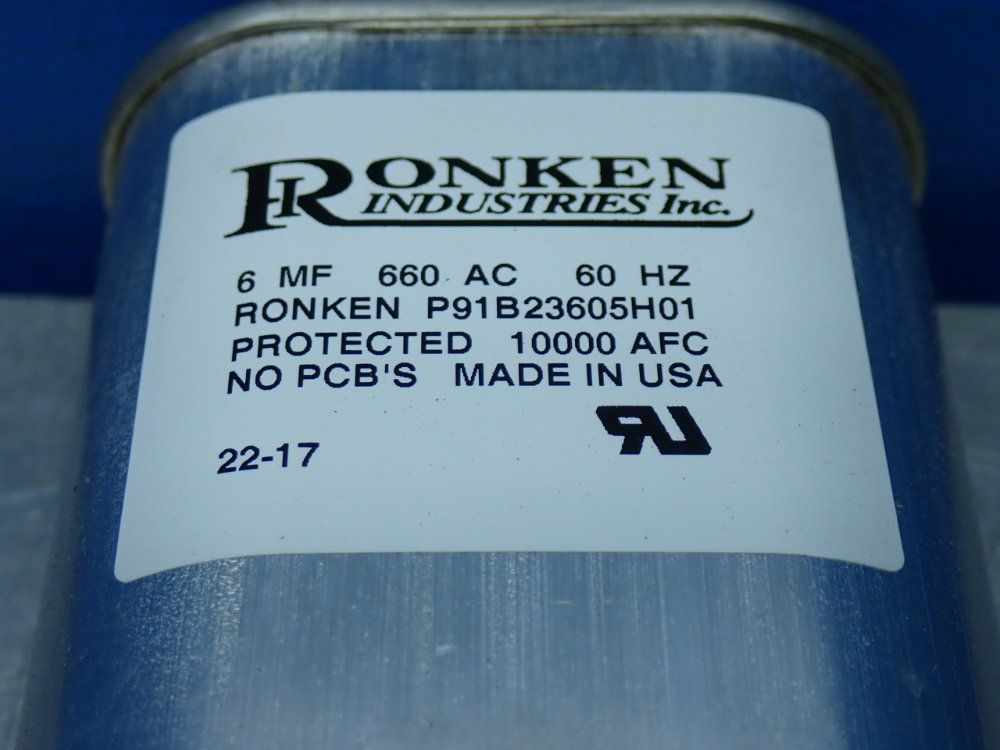 RONKEN
INDUSTRIES Inc.
6 MF 660 AC 60 HZ
RONKEN P91B23605H01
PROTECTED 10000 AFC
NO PCB'S MADE IN USA
22-17
RU